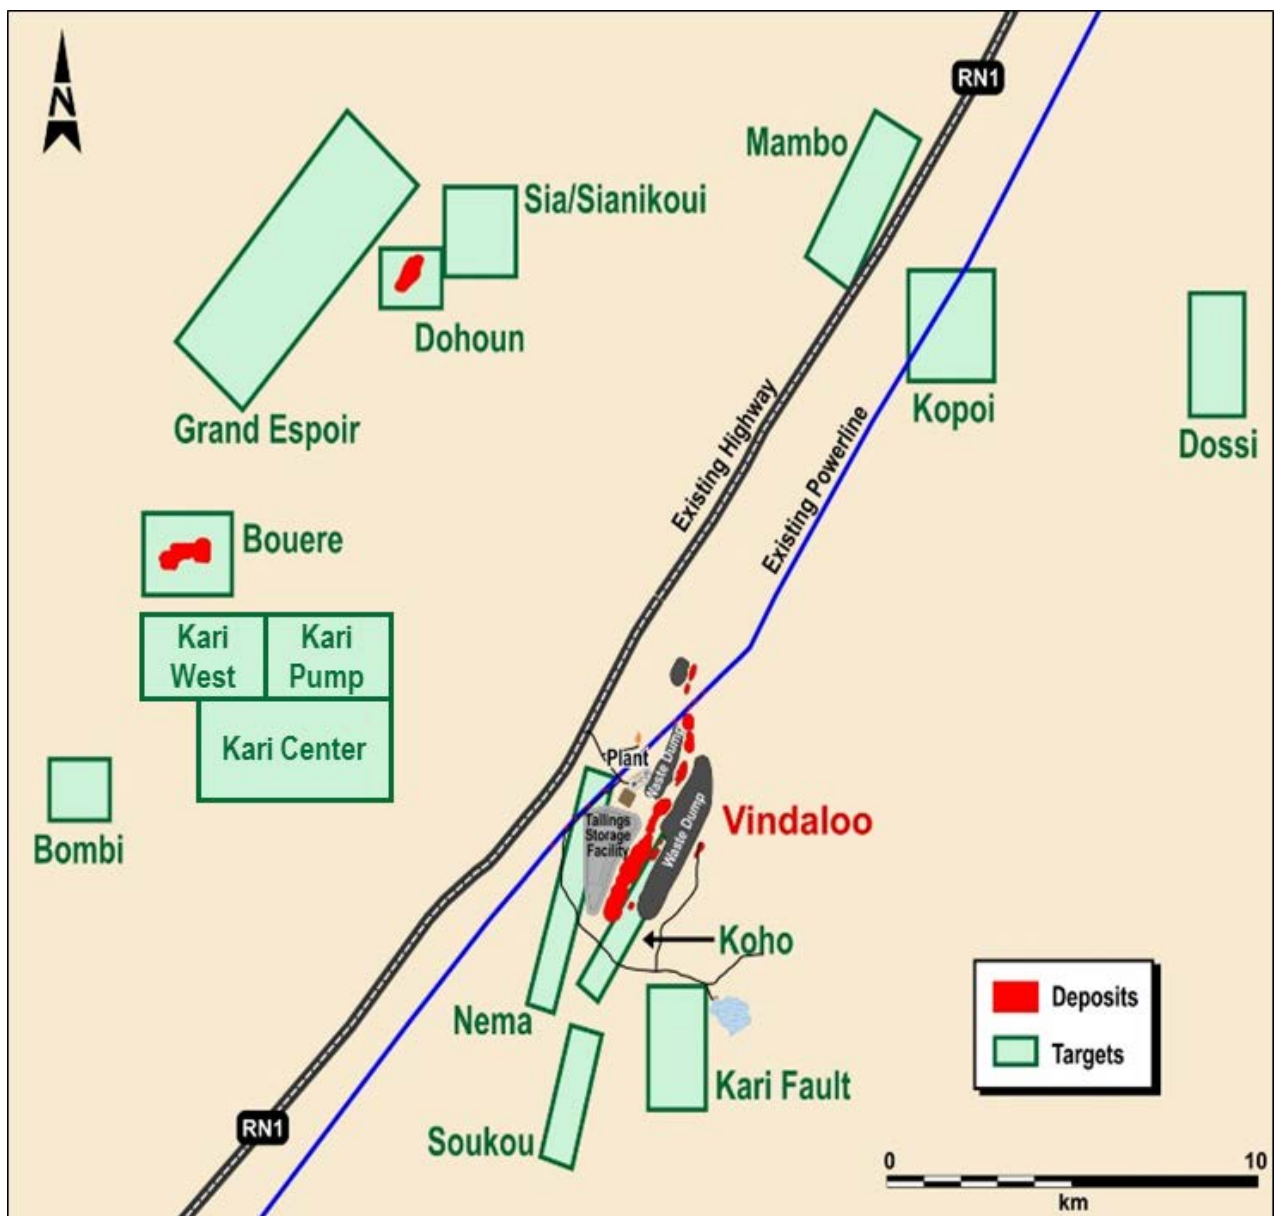 N
RN1
Mambo
Sia/Sianikoui
Dohoun
Grand Espoir
Kopoi
Dossi
Existing Highway
Existing Powerline
Bouere
Kari
West
Kari
Pump
Kari Center
Bombi
Plant
Waste Dump
Tailings
Storage
Facility
Waste Dump
Vindaloo
Koho
Nema
Kari Fault
Soukou
RN1
Deposits
Targets
0
10
km